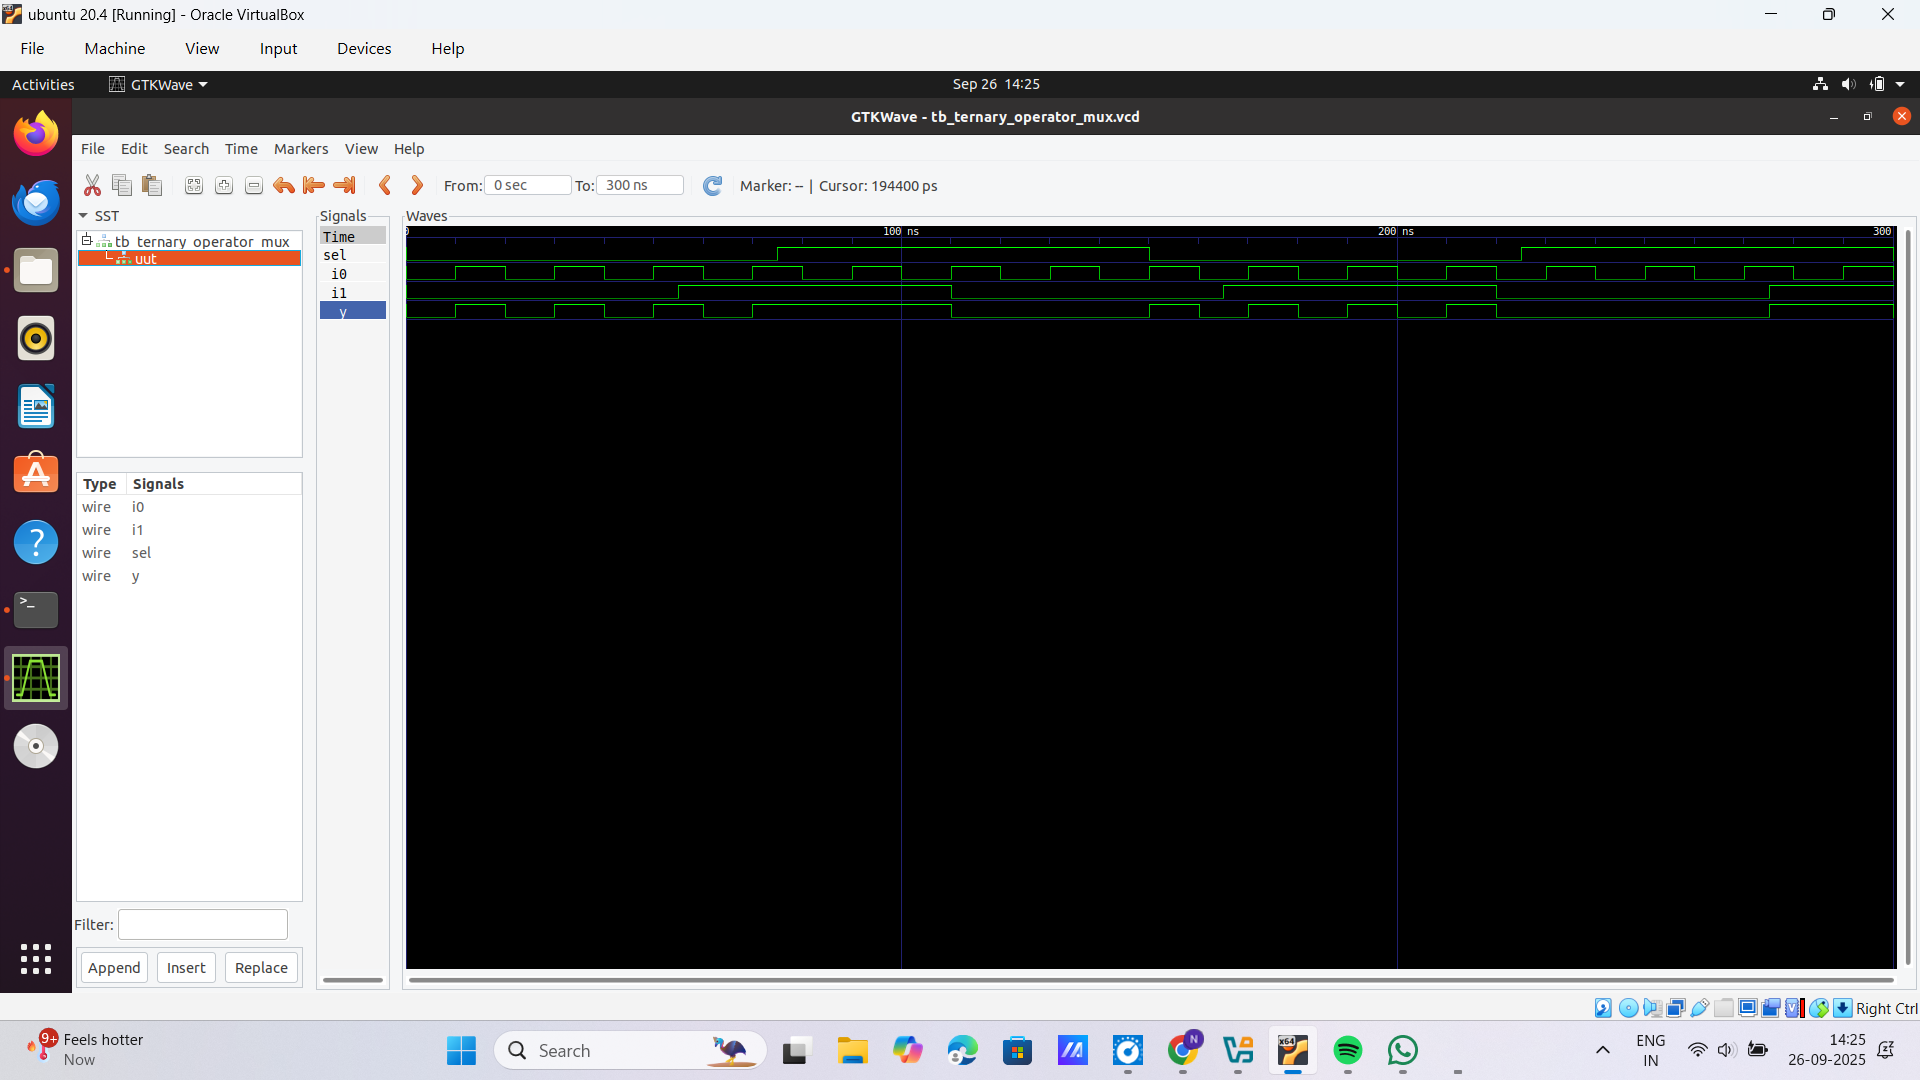 ubuntu 20.4 [Running] - Oracle VirtualBox
File Machine View Input Devices Help
Activities GTKWave Sep 26 14:25
GTKWave - tb_ternary_operator_mux.vcd
File Edit Search Time Markers View Help
From: 0 sec To: 300 ns Marker: -- | Cursor: 194400 ps
SST
tb_ternary_operator_mux
uut
Type Signals
wire i0
wire i1
wire sel
wire y
Filter:
Append Insert Replace
Signals
Time
sel
i0
i1
y
Waves
0 100 ns 200 ns 300
Right Ctrl
9+
Feels hotter
Now
Search
N
x64
ENG
IN
14:25
26-09-2025